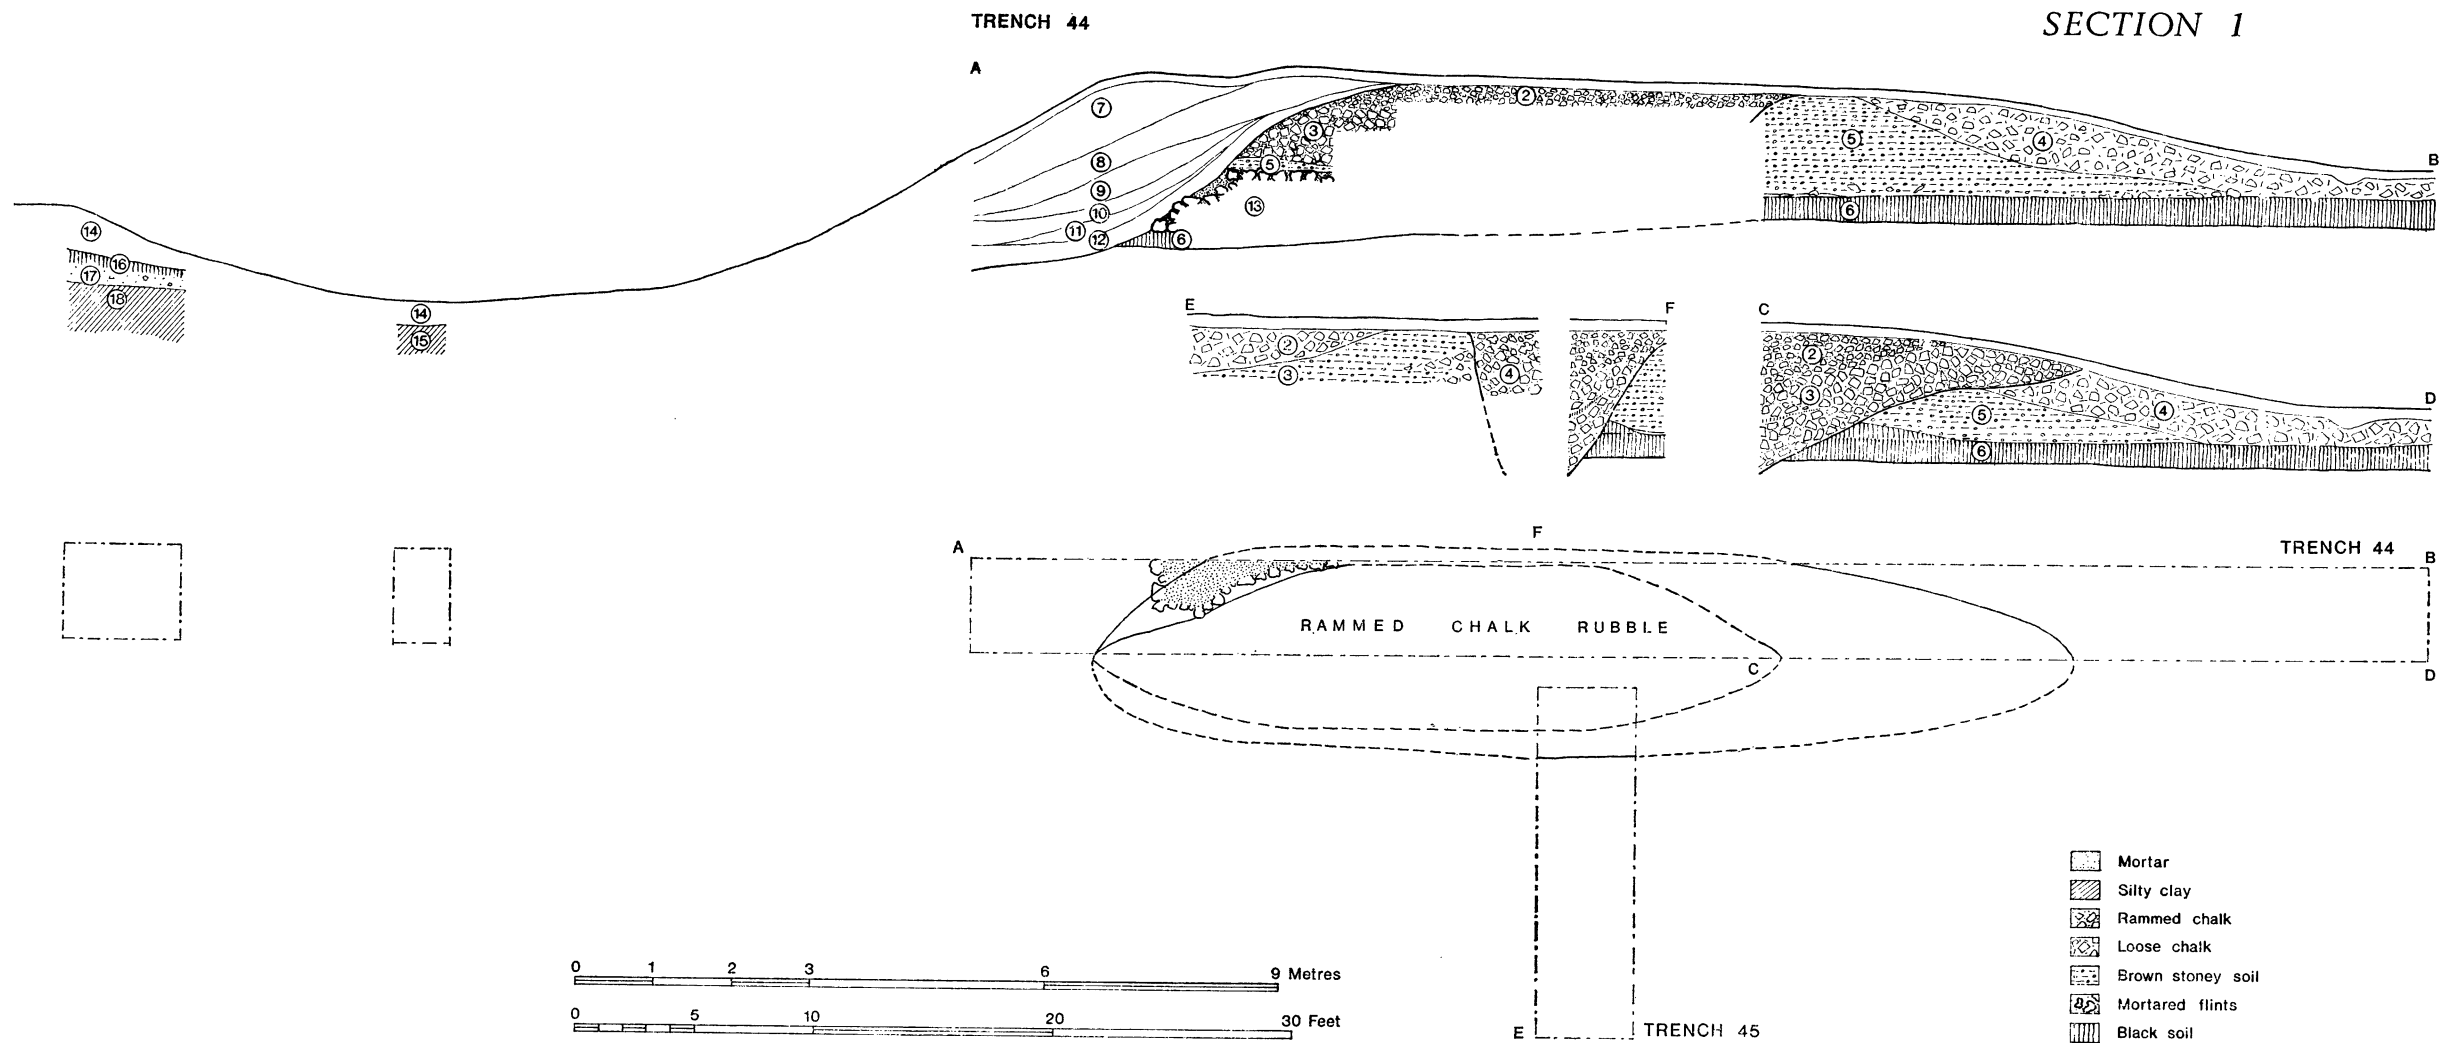 TRENCH 44
SECTION 1
A
7
2
3
5
4
8
5
B
9
13
10
6
14
11
12
6
16
17
18
E
F
C
14
2
2
15
3
4
3
4
D
5
6
F
A
TRENCH 44
B
RAMMED CHALK RUBBLE
C
D
Mortar
Silty clay
Rammed chalk
Loose chalk
0 1 2 3 6 9 Metres
Brown stoney soil
Mortared flints
0 5 10 20 30 Feet
E
TRENCH 45
Black soil